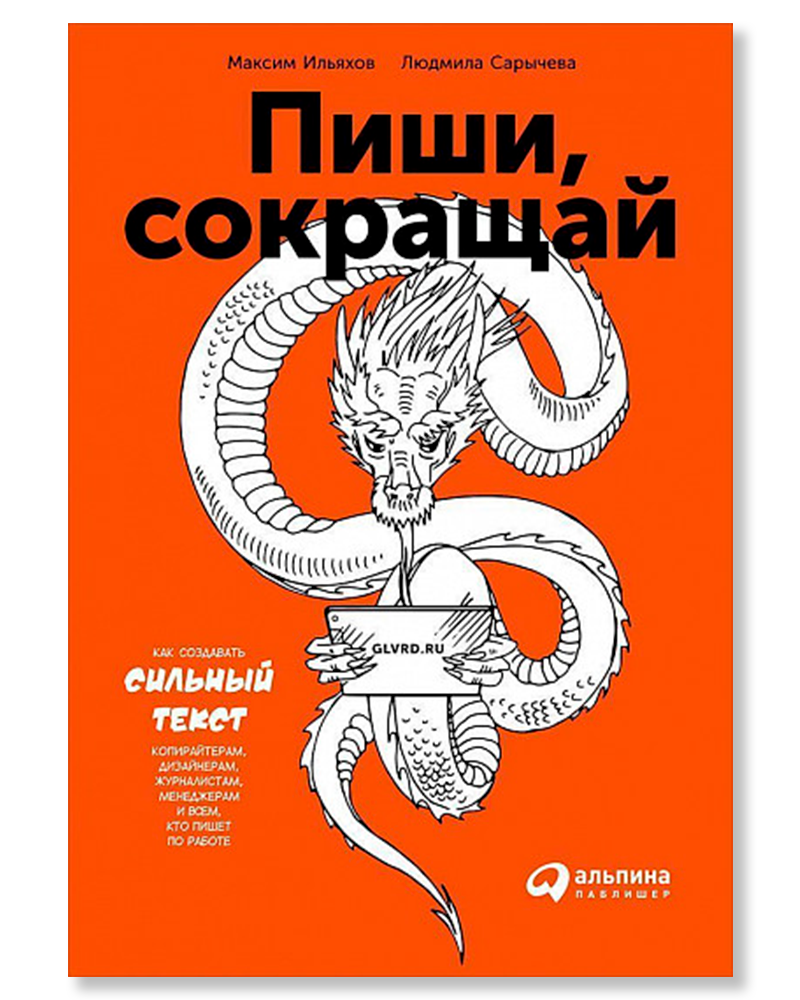 Максим Ильяхов Людмила Сарычева
Пиши,
сокращай
GLVRD.RU
КАК СОЗДАВАТЬ
СИЛЬНЫЙ
ТЕКСТ
КОПИРАЙТЕРАМ,
ДИЗАЙНЕРАМ,
ЖУРНАЛИСТАМ,
МЕНЕДЖЕРАМ
И ВСЕМ,
КТО ПИШЕТ
ПО РАБОТЕ
альпина
ПАБЛИШЕР